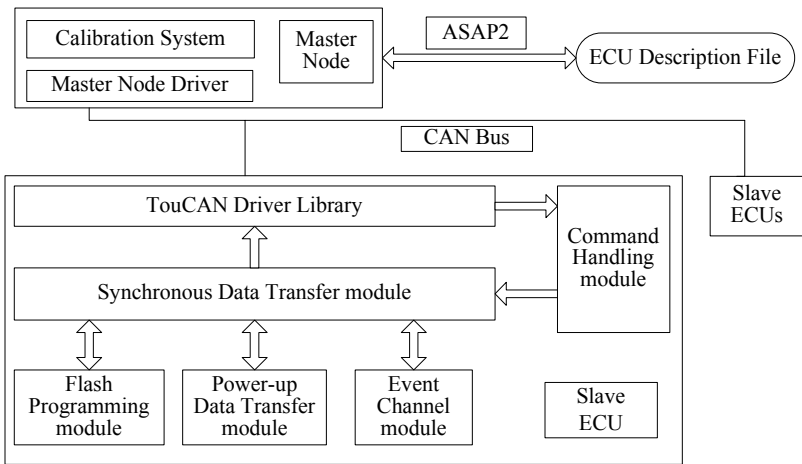 Calibration System
Master
Node
Master Node Driver
ASAP2
ECU Description File
CAN Bus
Slave
ECUs
TouCAN Driver Library
Command
Handling
module
Synchronous Data Transfer module
Flash
Programming
module
Power-up
Data Transfer
module
Event
Channel
module
Slave
ECU